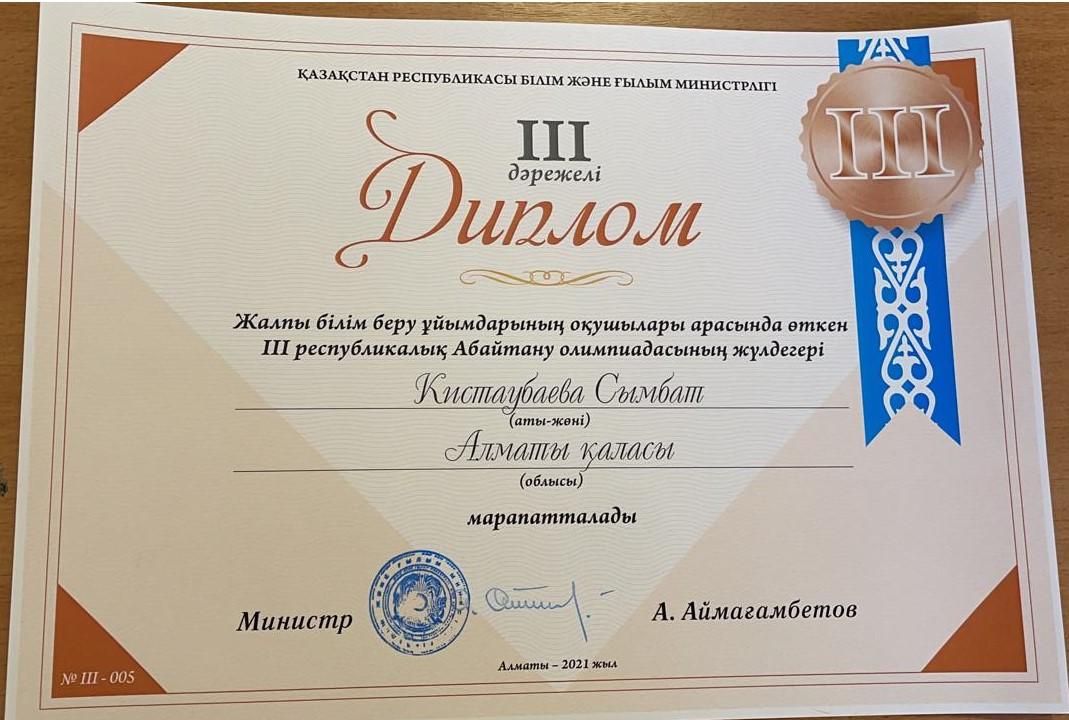 ҚАЗАҚСТАН РЕСПУБЛИКАСЫ БІЛІМ ЖӘНЕ ҒЫЛЫМ МИНИСТРЛІГІ
III
III
дәрежелі
Диплом
Жалпы білім беру ұйымдарының оқушылары арасында өткен
III республикалық Абайтану олимпиадасының жүлдегері
Кистаубаева Сымбат
(аты-жөні)
Алматы қаласы
(облысы)
марапатталады
Министр
А. Аймағамбетов
Алматы – 2021 жыл
№ III - 005